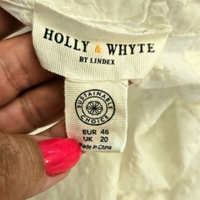 HOLLY & WHYTE
BY LINDEX
SUSTAINABLE
CHOICE
EUR 46
UK 20
Made in China